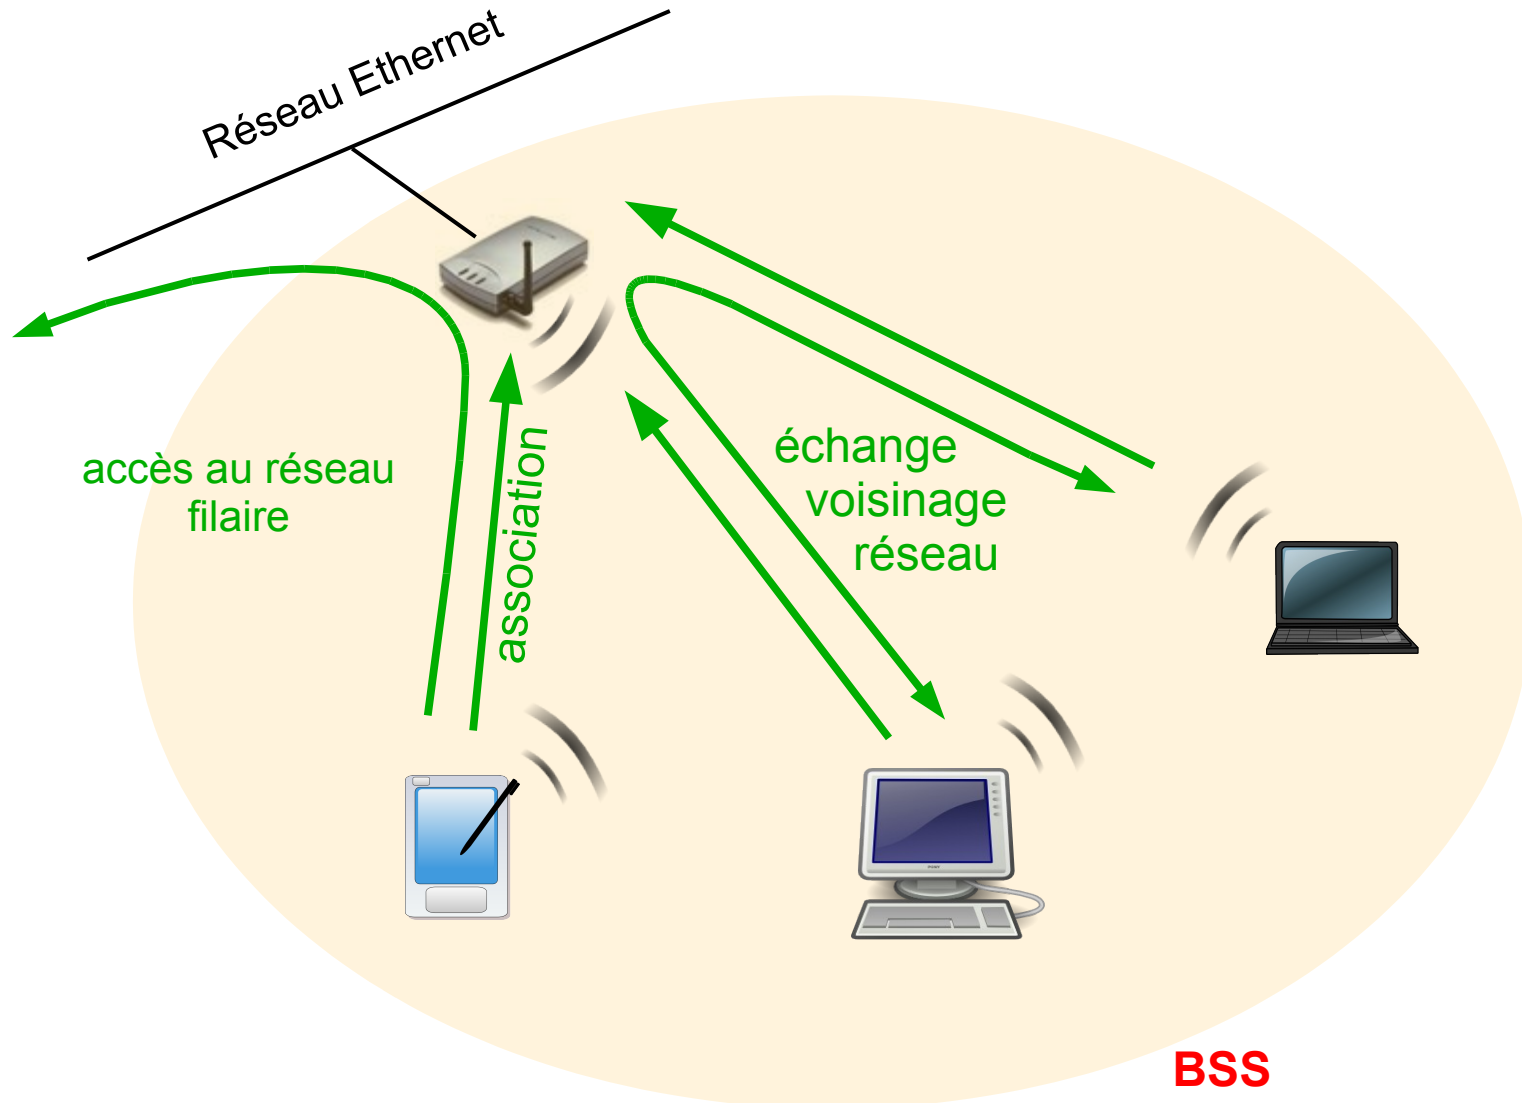 Réseau Ethernet
accès au réseau
filaire
association
échange
voisinage
réseau
BSS